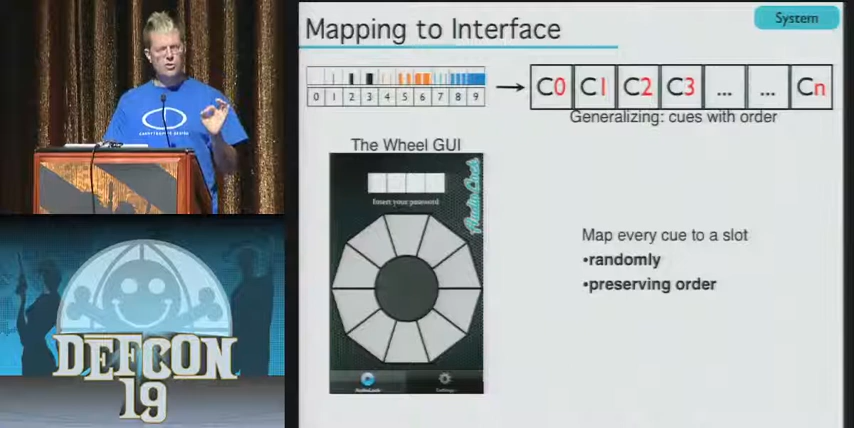 Mapping to Interface
System
0 1 2 3 4 5 6 7 8 9
C0 C1 C2 C3 ... ... Cn
Generalizing: cues with order
The Wheel GUI
Insert your password
Map every cue to a slot
•randomly
•preserving order
DEFCON
19